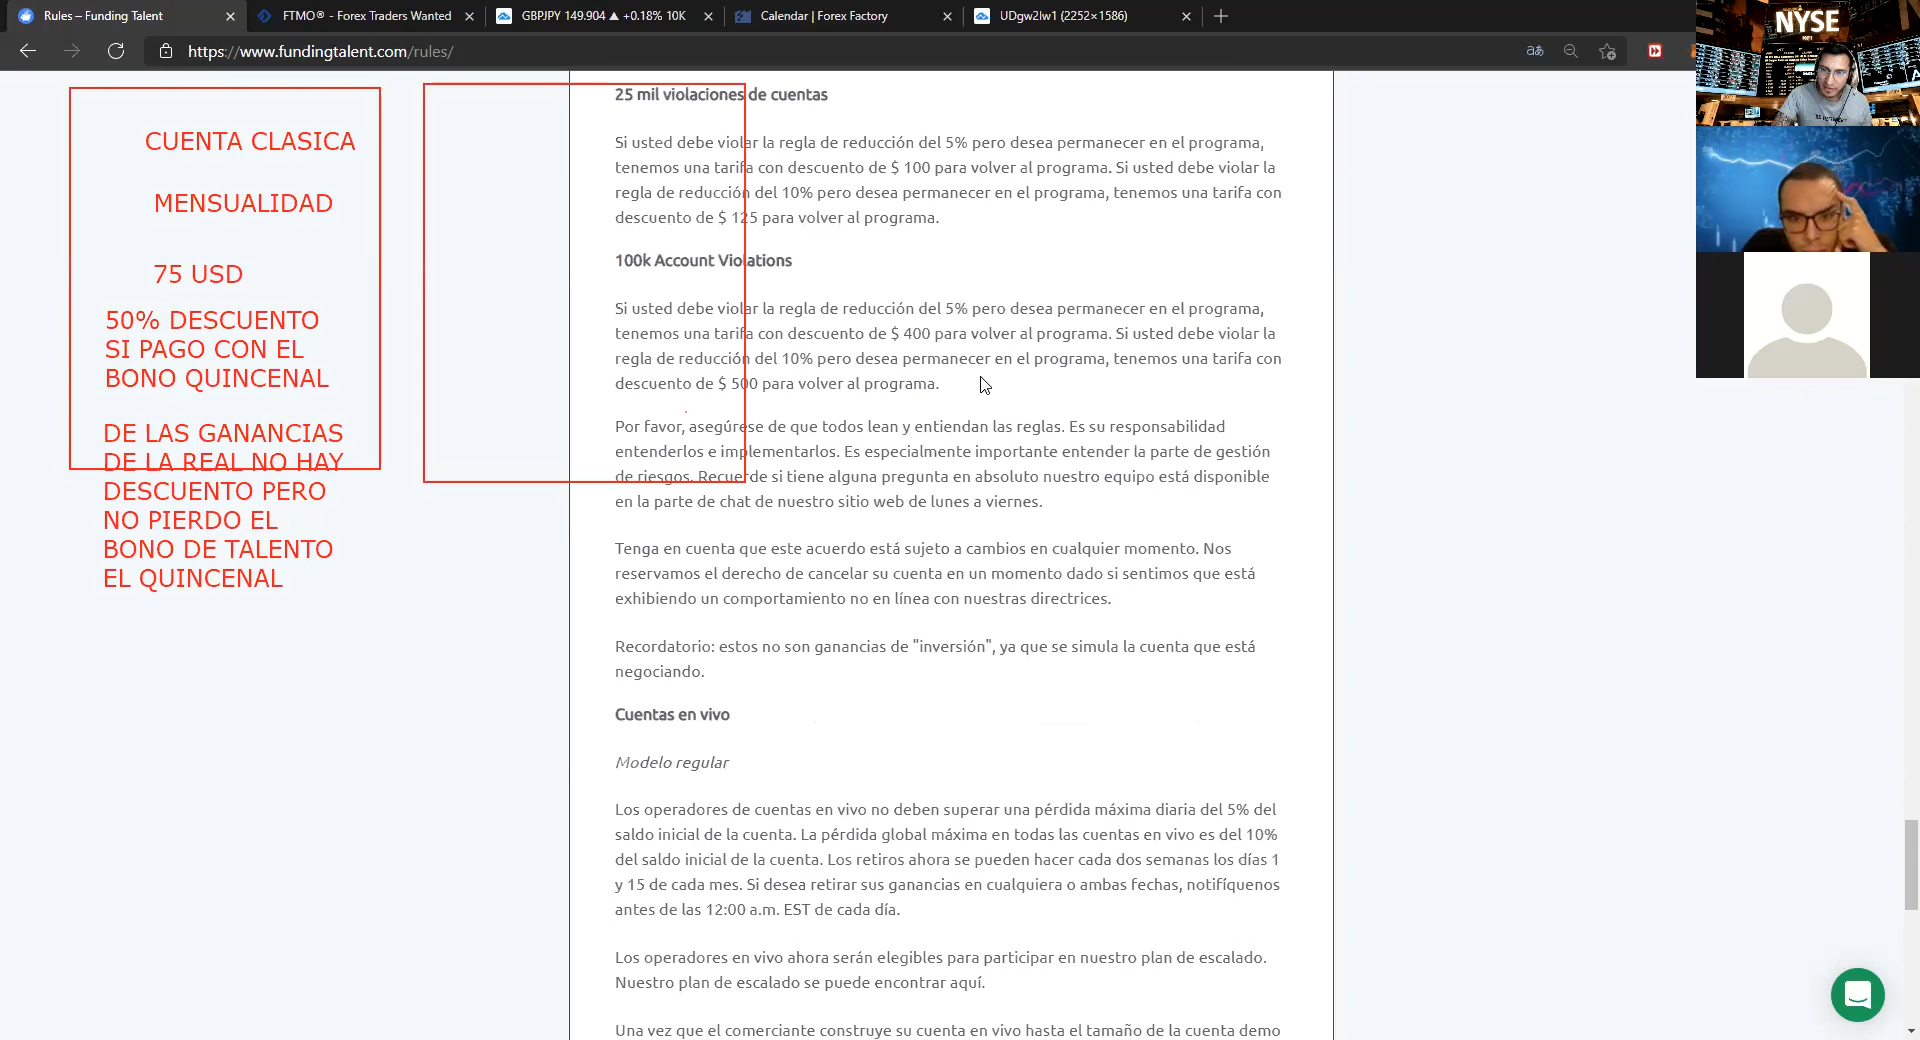 Rules – Funding Talent
FTMO® - Forex Traders Wanted
GBPJPY 149.904 ▲ +0.18% 10K
Calendar | Forex Factory
UDgw2lw1 (2252×1586)
https://www.fundingtalent.com/rules/
NYSE
CUENTA CLASICA
MENSUALIDAD
75 USD
50% DESCUENTO
SI PAGO CON EL
BONO QUINCENAL
DE LAS GANANCIAS
DE LA REAL NO HAY
DESCUENTO PERO
NO PIERDO EL
BONO DE TALENTO
EL QUINCENAL
25 mil violaciones de cuentas
Si usted debe violar la regla de reducción del 5% pero desea permanecer en el programa,
tenemos una tarifa con descuento de $ 100 para volver al programa. Si usted debe violar la
regla de reducción del 10% pero desea permanecer en el programa, tenemos una tarifa con
descuento de $ 125 para volver al programa.
100k Account Violations
Si usted debe violar la regla de reducción del 5% pero desea permanecer en el programa,
tenemos una tarifa con descuento de $ 400 para volver al programa. Si usted debe violar la
regla de reducción del 10% pero desea permanecer en el programa, tenemos una tarifa con
descuento de $ 500 para volver al programa.
Por favor, asegúrese de que todos lean y entiendan las reglas. Es su responsabilidad
entenderlos e implementarlos. Es especialmente importante entender la parte de gestión
de riesgos. Recuerde si tiene alguna pregunta en absoluto nuestro equipo está disponible
en la parte de chat de nuestro sitio web de lunes a viernes.
Tenga en cuenta que este acuerdo está sujeto a cambios en cualquier momento. Nos
reservamos el derecho de cancelar su cuenta en un momento dado si sentimos que está
exhibiendo un comportamiento no en línea con nuestras directrices.
Recordatorio: estos no son ganancias de "inversión", ya que se simula la cuenta que está
negociando.
Cuentas en vivo
Modelo regular
Los operadores de cuentas en vivo no deben superar una pérdida máxima diaria del 5% del
saldo inicial de la cuenta. La pérdida global máxima en todas las cuentas en vivo es del 10%
del saldo inicial de la cuenta. Los retiros ahora se pueden hacer cada dos semanas los días 1
y 15 de cada mes. Si desea retirar sus ganancias en cualquiera o ambas fechas, notifíquenos
antes de las 12:00 a.m. EST de cada día.
Los operadores en vivo ahora serán elegibles para participar en nuestro plan de escalado.
Nuestro plan de escalado se puede encontrar aquí.
Una vez que el comerciante construye su cuenta en vivo hasta el tamaño de la cuenta demo